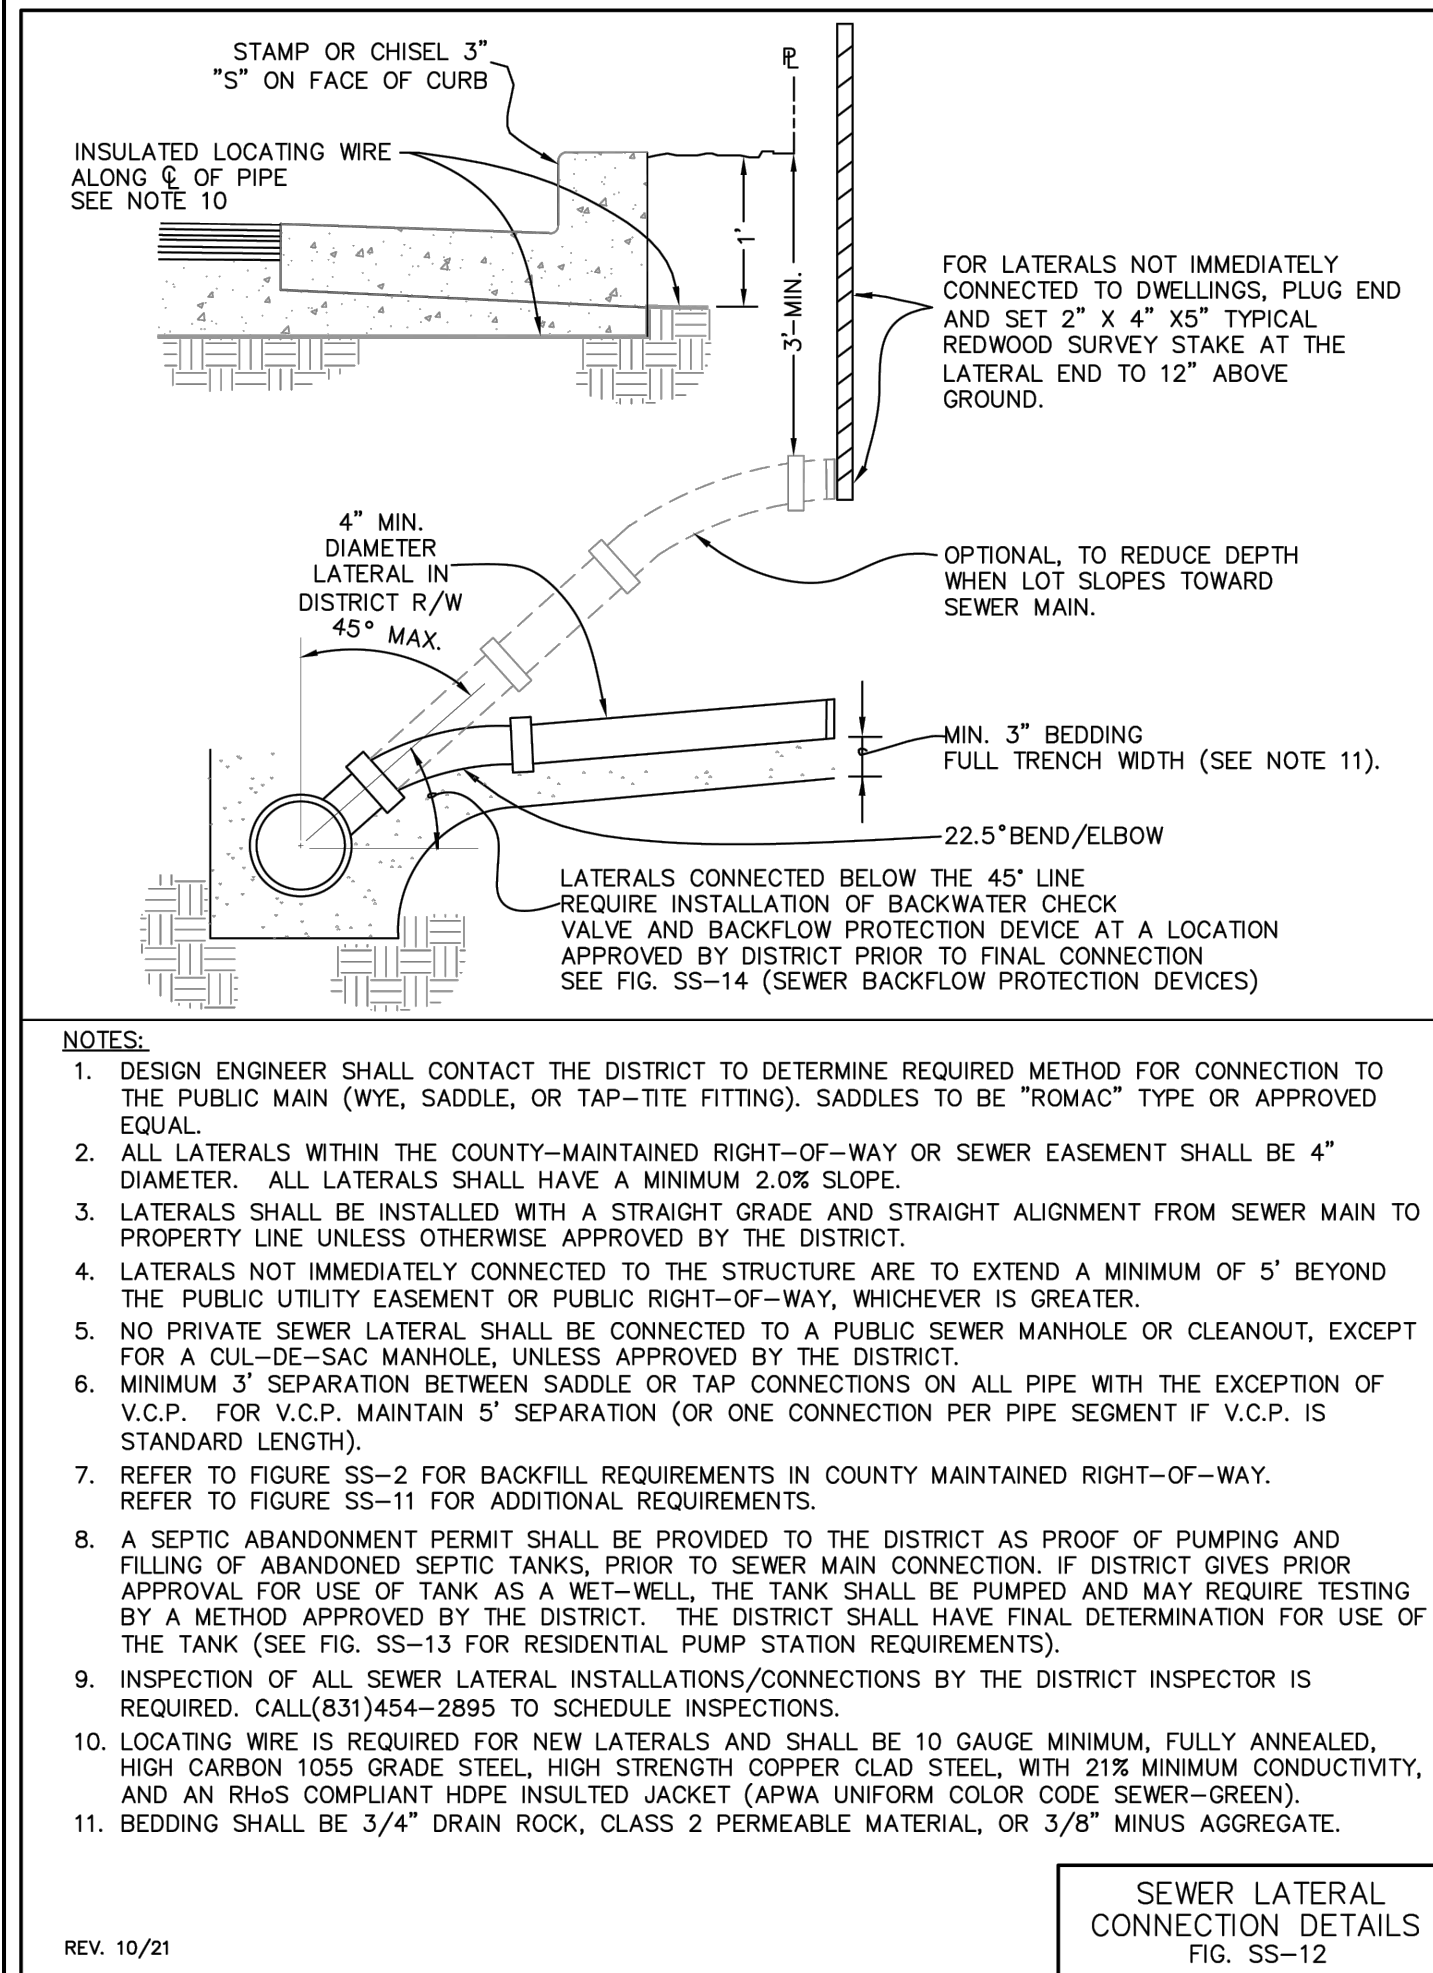 STAMP OR CHISEL 3"
"S" ON FACE OF CURB
INSULATED LOCATING WIRE
ALONG ℄ OF PIPE
SEE NOTE 10
⅊
1'
3'-MIN.
FOR LATERALS NOT IMMEDIATELY
CONNECTED TO DWELLINGS, PLUG END
AND SET 2" X 4" X5" TYPICAL
REDWOOD SURVEY STAKE AT THE
LATERAL END TO 12" ABOVE
GROUND.
4" MIN.
DIAMETER
LATERAL IN
DISTRICT R/W
45° MAX.
OPTIONAL, TO REDUCE DEPTH
WHEN LOT SLOPES TOWARD
SEWER MAIN.
MIN. 3" BEDDING
FULL TRENCH WIDTH (SEE NOTE 11).
22.5°BEND/ELBOW
LATERALS CONNECTED BELOW THE 45° LINE
REQUIRE INSTALLATION OF BACKWATER CHECK
VALVE AND BACKFLOW PROTECTION DEVICE AT A LOCATION
APPROVED BY DISTRICT PRIOR TO FINAL CONNECTION
SEE FIG. SS-14 (SEWER BACKFLOW PROTECTION DEVICES)
NOTES:
1. DESIGN ENGINEER SHALL CONTACT THE DISTRICT TO DETERMINE REQUIRED METHOD FOR CONNECTION TO
THE PUBLIC MAIN (WYE, SADDLE, OR TAP-TITE FITTING). SADDLES TO BE "ROMAC" TYPE OR APPROVED
EQUAL.
2. ALL LATERALS WITHIN THE COUNTY-MAINTAINED RIGHT-OF-WAY OR SEWER EASEMENT SHALL BE 4"
DIAMETER. ALL LATERALS SHALL HAVE A MINIMUM 2.0% SLOPE.
3. LATERALS SHALL BE INSTALLED WITH A STRAIGHT GRADE AND STRAIGHT ALIGNMENT FROM SEWER MAIN TO
PROPERTY LINE UNLESS OTHERWISE APPROVED BY THE DISTRICT.
4. LATERALS NOT IMMEDIATELY CONNECTED TO THE STRUCTURE ARE TO EXTEND A MINIMUM OF 5' BEYOND
THE PUBLIC UTILITY EASEMENT OR PUBLIC RIGHT-OF-WAY, WHICHEVER IS GREATER.
5. NO PRIVATE SEWER LATERAL SHALL BE CONNECTED TO A PUBLIC SEWER MANHOLE OR CLEANOUT, EXCEPT
FOR A CUL-DE-SAC MANHOLE, UNLESS APPROVED BY THE DISTRICT.
6. MINIMUM 3' SEPARATION BETWEEN SADDLE OR TAP CONNECTIONS ON ALL PIPE WITH THE EXCEPTION OF
V.C.P. FOR V.C.P. MAINTAIN 5' SEPARATION (OR ONE CONNECTION PER PIPE SEGMENT IF V.C.P. IS
STANDARD LENGTH).
7. REFER TO FIGURE SS-2 FOR BACKFILL REQUIREMENTS IN COUNTY MAINTAINED RIGHT-OF-WAY.
REFER TO FIGURE SS-11 FOR ADDITIONAL REQUIREMENTS.
8. A SEPTIC ABANDONMENT PERMIT SHALL BE PROVIDED TO THE DISTRICT AS PROOF OF PUMPING AND
FILLING OF ABANDONED SEPTIC TANKS, PRIOR TO SEWER MAIN CONNECTION. IF DISTRICT GIVES PRIOR
APPROVAL FOR USE OF TANK AS A WET-WELL, THE TANK SHALL BE PUMPED AND MAY REQUIRE TESTING
BY A METHOD APPROVED BY THE DISTRICT. THE DISTRICT SHALL HAVE FINAL DETERMINATION FOR USE OF
THE TANK (SEE FIG. SS-13 FOR RESIDENTIAL PUMP STATION REQUIREMENTS).
9. INSPECTION OF ALL SEWER LATERAL INSTALLATIONS/CONNECTIONS BY THE DISTRICT INSPECTOR IS
REQUIRED. CALL(831)454-2895 TO SCHEDULE INSPECTIONS.
10. LOCATING WIRE IS REQUIRED FOR NEW LATERALS AND SHALL BE 10 GAUGE MINIMUM, FULLY ANNEALED,
HIGH CARBON 1055 GRADE STEEL, HIGH STRENGTH COPPER CLAD STEEL, WITH 21% MINIMUM CONDUCTIVITY,
AND AN RHoS COMPLIANT HDPE INSULTED JACKET (APWA UNIFORM COLOR CODE SEWER-GREEN).
11. BEDDING SHALL BE 3/4" DRAIN ROCK, CLASS 2 PERMEABLE MATERIAL, OR 3/8" MINUS AGGREGATE.
SEWER LATERAL
CONNECTION DETAILS
FIG. SS-12
REV. 10/21